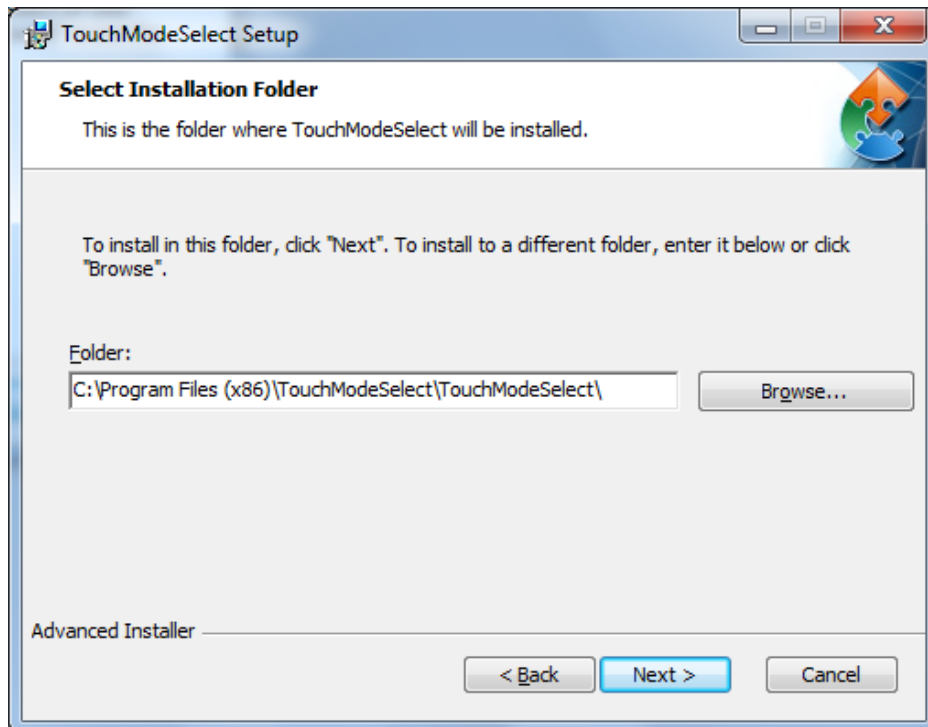 TouchModeSelect Setup
Select Installation Folder
This is the folder where TouchModeSelect will be installed.
To install in this folder, click "Next". To install to a different folder, enter it below or click
"Browse".
Folder:
C:\Program Files (x86)\TouchModeSelect\TouchModeSelect\
Browse...
Advanced Installer
< Back
Next >
Cancel